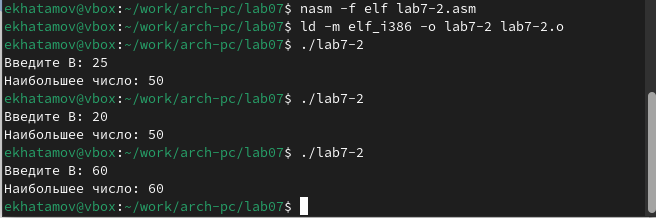 ekhatamov@vbox:~/work/arch-pc/lab07$ nasm -f elf lab7-2.asm
ekhatamov@vbox:~/work/arch-pc/lab07$ ld -m elf_i386 -o lab7-2 lab7-2.o
ekhatamov@vbox:~/work/arch-pc/lab07$ ./lab7-2
Введите В: 25
Наибольшее число: 50
ekhatamov@vbox:~/work/arch-pc/lab07$ ./lab7-2
Введите В: 20
Наибольшее число: 50
ekhatamov@vbox:~/work/arch-pc/lab07$ ./lab7-2
Введите В: 60
Наибольшее число: 60
ekhatamov@vbox:~/work/arch-pc/lab07$